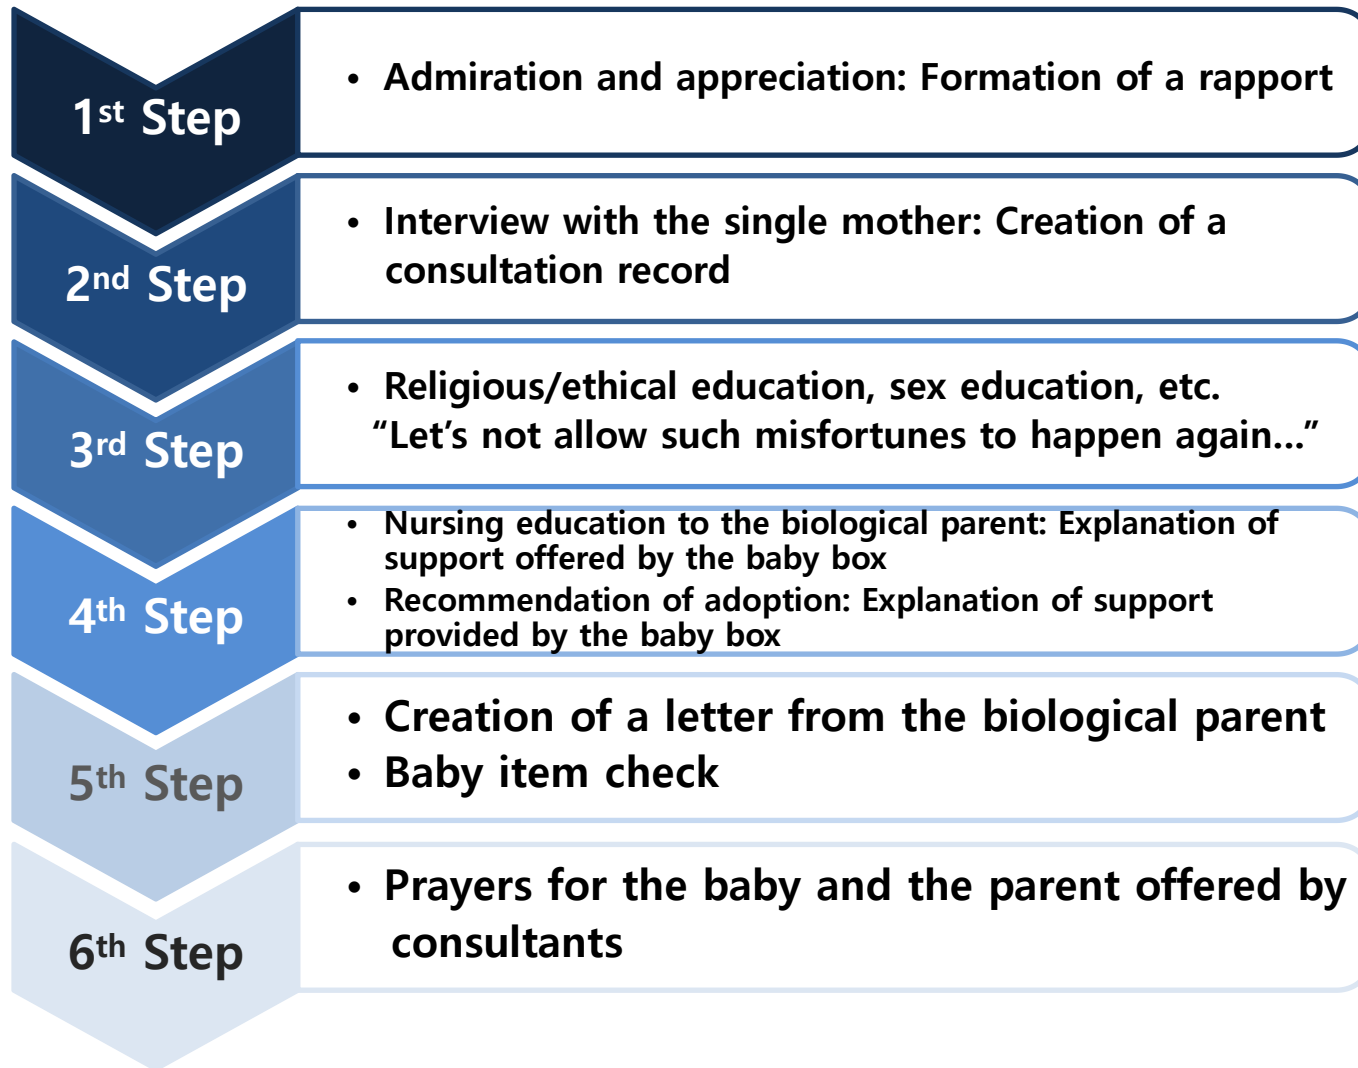 1st Step
• Admiration and appreciation: Formation of a rapport
2nd Step
• Interview with the single mother: Creation of a
consultation record
3rd Step
• Religious/ethical education, sex education, etc.
“Let’s not allow such misfortunes to happen again...”
4th Step
• Nursing education to the biological parent: Explanation of
support offered by the baby box
• Recommendation of adoption: Explanation of support
provided by the baby box
5th Step
• Creation of a letter from the biological parent
• Baby item check
6th Step
• Prayers for the baby and the parent offered by
consultants